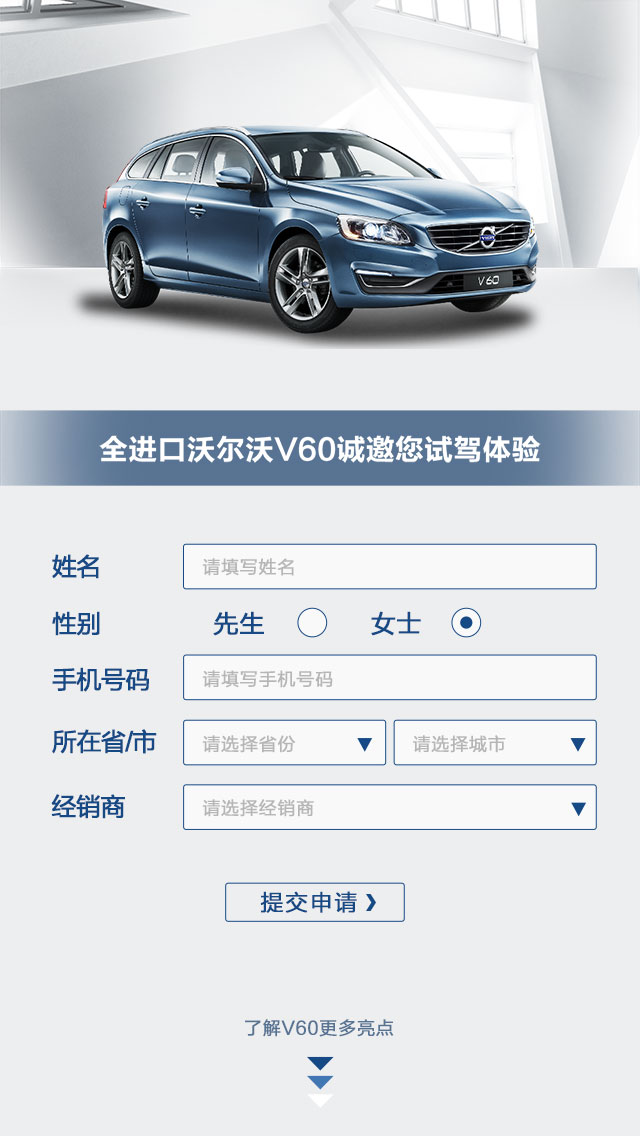 V60
全进口沃尔沃V60诚邀您试驾体验
姓名 请填写姓名
性别 先生 女士
手机号码 请填写手机号码
所在省/市 请选择省份 请选择城市
经销商 请选择经销商
提交申请
了解V60更多亮点